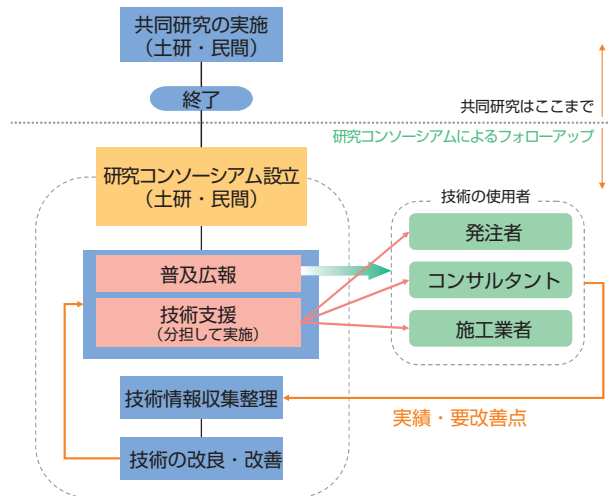 共同研究の実施
（土研・民間）
終了
共同研究はここまで
研究コンソーシアムによるフォローアップ
研究コンソーシアム設立
（土研・民間）
技術の使用者
発注者
普及広報
コンサルタント
技術支援
（分担して実施）
施工業者
技術情報収集整理
実績・要改善点
技術の改良・改善